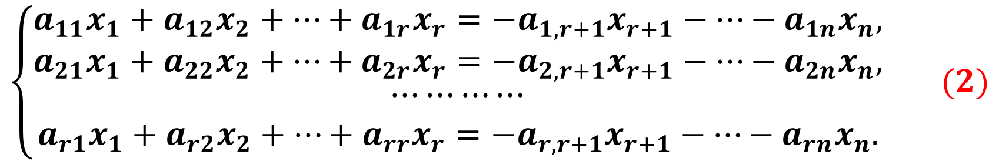 a₁₁x₁ + a₁₂x₂ + ⋯ + a₁ᵣxᵣ = −a₁,ᵣ₊₁xᵣ₊₁ − ⋯ − a₁ₙxₙ,
a₂₁x₁ + a₂₂x₂ + ⋯ + a₂ᵣxᵣ = −a₂,ᵣ₊₁xᵣ₊₁ − ⋯ − a₂ₙxₙ,
⋯ ⋯ ⋯ ⋯ (2)
aᵣ₁x₁ + aᵣ₂x₂ + ⋯ + aᵣᵣxᵣ = −aᵣ,ᵣ₊₁xᵣ₊₁ − ⋯ − aᵣₙxₙ.